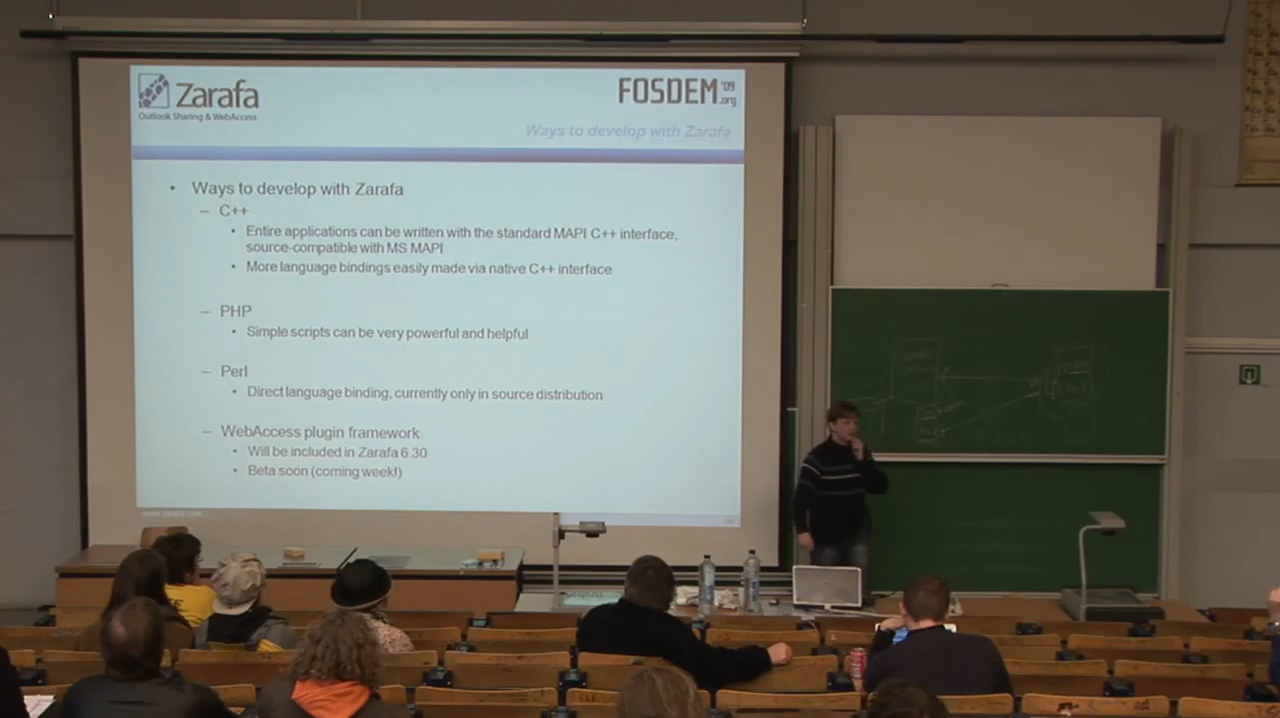 Zarafa
Outlook Sharing & WebAccess
FOSDEM '09
.org
Ways to develop with Zarafa
• Ways to develop with Zarafa
– C++
• Entire applications can be written with the standard MAPI C++ interface,
source-compatible with MS MAPI
• More language bindings easily made via native C++ interface
– PHP
• Simple scripts can be very powerful and helpful
– Perl
• Direct language binding, currently only in source distribution
– WebAccess plugin framework
• Will be included in Zarafa 6.30
• Beta soon (coming week!)
www.zarafa.com